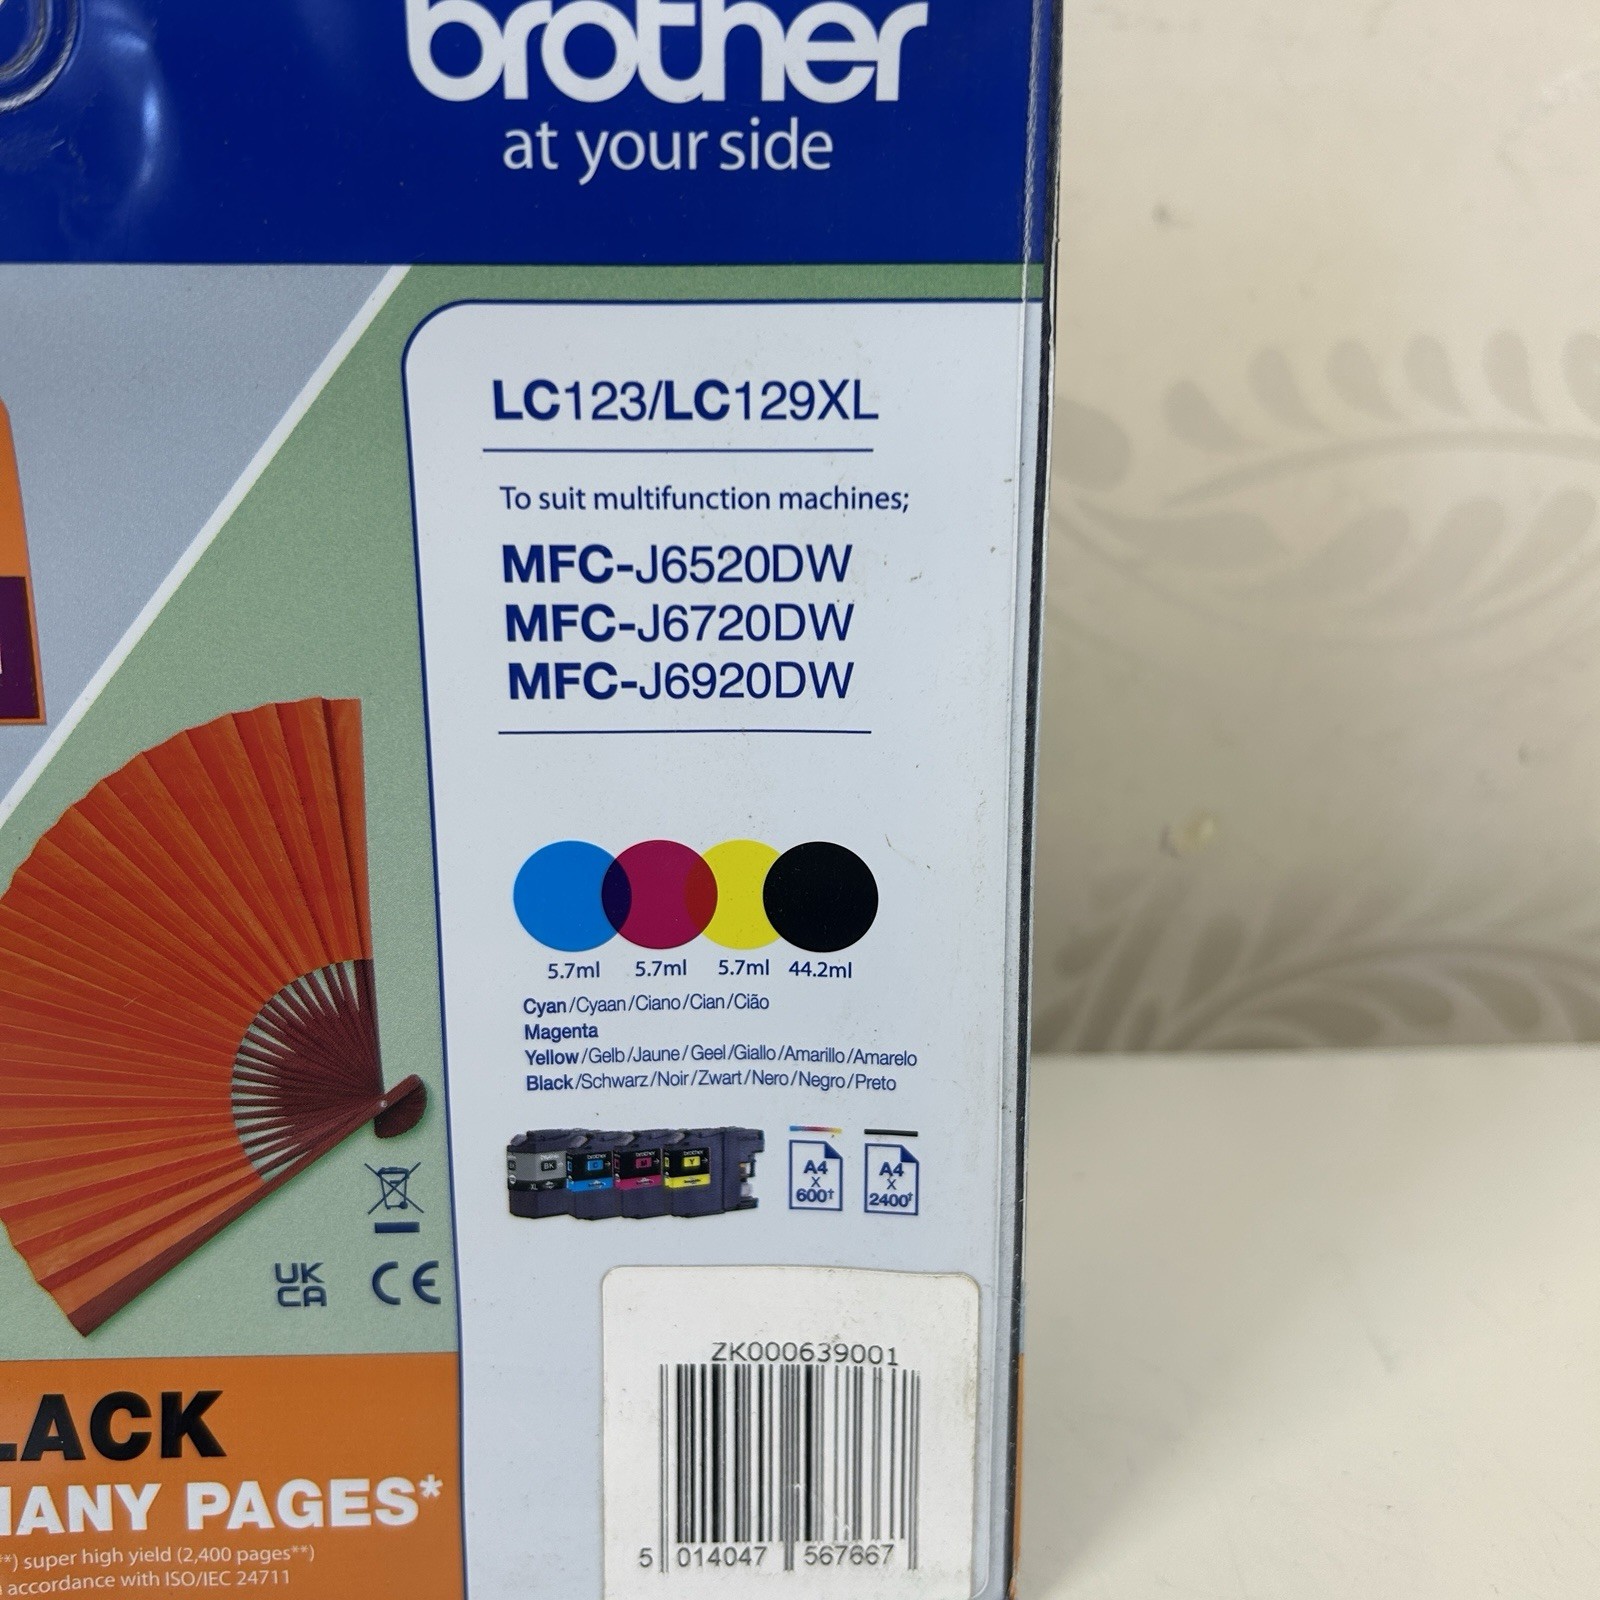 brother
at your side
LC123/LC129XL
To suit multifunction machines;
MFC-J6520DW
MFC-J6720DW
MFC-J6920DW
5.7ml 5.7ml 5.7ml 44.2ml
Cyan/Cyaan/Ciano/Cian/Cião
Magenta
Yellow/Gelb/Jaune/Geel/Giallo/Amarillo/Amarelo
Black/Schwarz/Noir/Zwart/Nero/Negro/Preto
BK C M Y
XL
A4 x 600†
A4 x 2400†
UK
CA
CE
LACK
MANY PAGES*
**) super high yield (2,400 pages**)
accordance with ISO/IEC 24711
ZK000639001
5 014047 567667